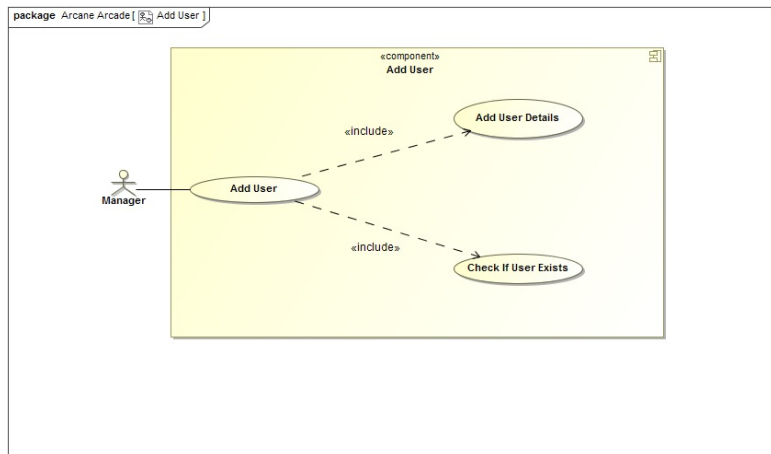 package Arcane Arcade [ Add User ]
«component»
Add User
Add User Details
«include»
Add User
Manager
«include»
Check If User Exists